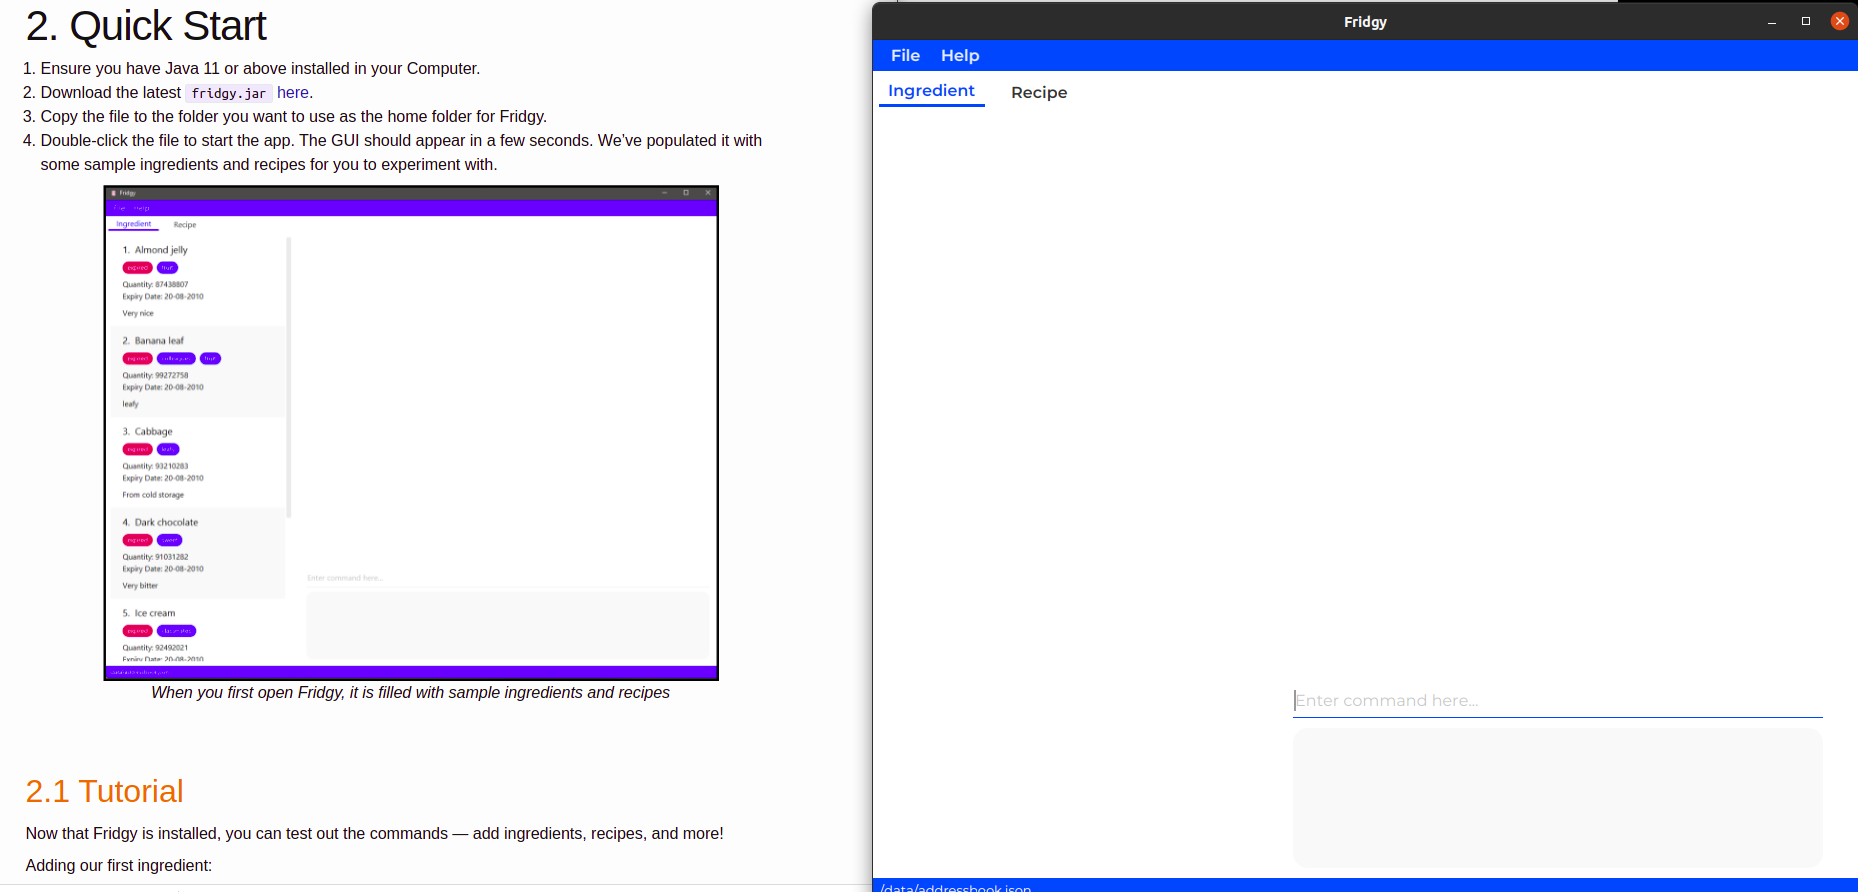 2. Quick Start
1. Ensure you have Java 11 or above installed in your Computer.
2. Download the latest fridgy.jar here.
3. Copy the file to the folder you want to use as the home folder for Fridgy.
4. Double-click the file to start the app. The GUI should appear in a few seconds. We've populated it with
some sample ingredients and recipes for you to experiment with.
Fridgy
File Help
Ingredient Recipe
1. Almond jelly
expired
Quantity: 87438807
Expiry Date: 20-08-2010
Very nice
2. Banana leaf
expired
Quantity: 99272758
Expiry Date: 20-08-2010
leafy
3. Cabbage
expired
Quantity: 93210283
Expiry Date: 20-08-2010
From cold storage
4. Dark chocolate
expired
Quantity: 91031282
Expiry Date: 20-08-2010
Very bitter
5. Ice cream
expired
Quantity: 92492021
Expiry Date: 20-08-2010
Enter command here...
When you first open Fridgy, it is filled with sample ingredients and recipes
2.1 Tutorial
Now that Fridgy is installed, you can test out the commands — add ingredients, recipes, and more!
Adding our first ingredient:
Fridgy
File Help
Ingredient Recipe
Enter command here...
/data/addressbook.json